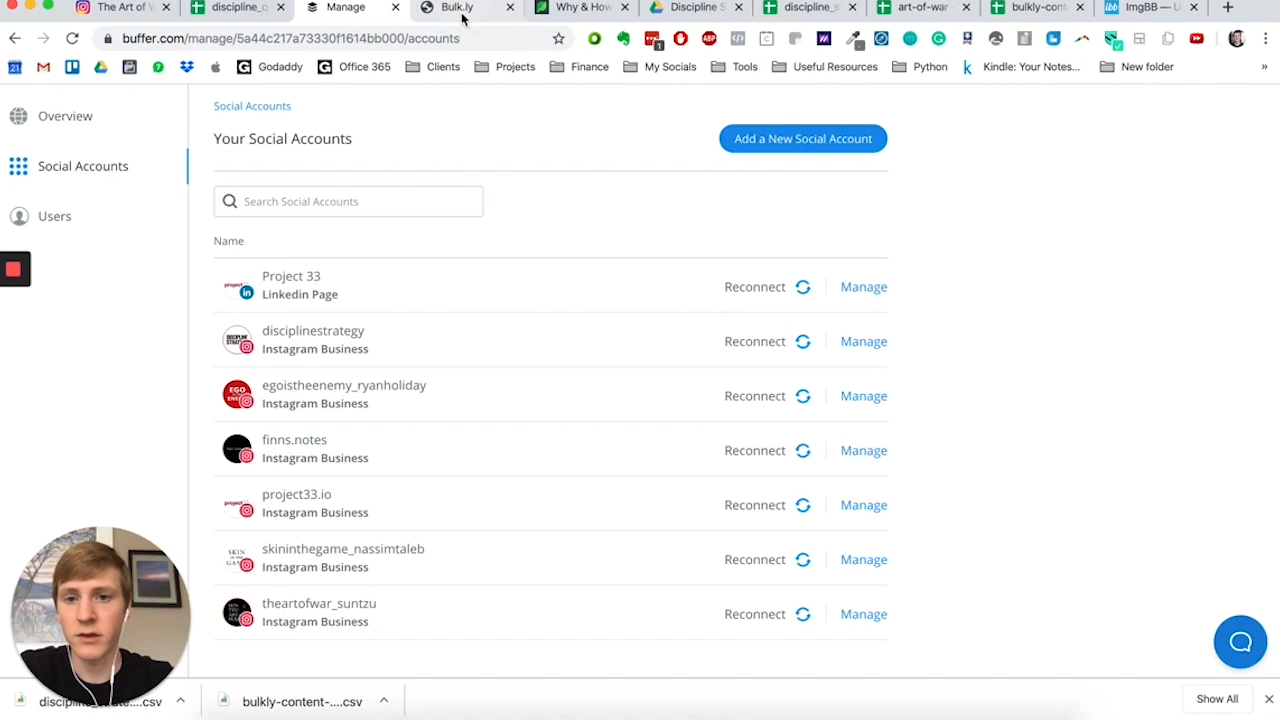 The Art of W
discipline_q
Manage
Bulk.ly
Why & How
Discipline S
discipline_s
art-of-war
bulkly-cont
ImgBB — U
buffer.com/manage/5a44c217a73330f1614bb000/accounts
Godaddy
Office 365
Clients
Projects
Finance
My Socials
Tools
Useful Resources
Python
Kindle: Your Notes...
New folder
»
Overview
Social Accounts
Users
Social Accounts
Your Social Accounts
Add a New Social Account
Search Social Accounts
Name
Project 33
Linkedin Page
Reconnect
Manage
disciplinestrategy
Instagram Business
Reconnect
Manage
egoistheenemy_ryanholiday
Instagram Business
Reconnect
Manage
finns.notes
Instagram Business
Reconnect
Manage
project33.io
Instagram Business
Reconnect
Manage
skininthegame_nassimtaleb
Instagram Business
Reconnect
Manage
theartofwar_suntzu
Instagram Business
Reconnect
Manage
bulkly-content-....csv
Show All